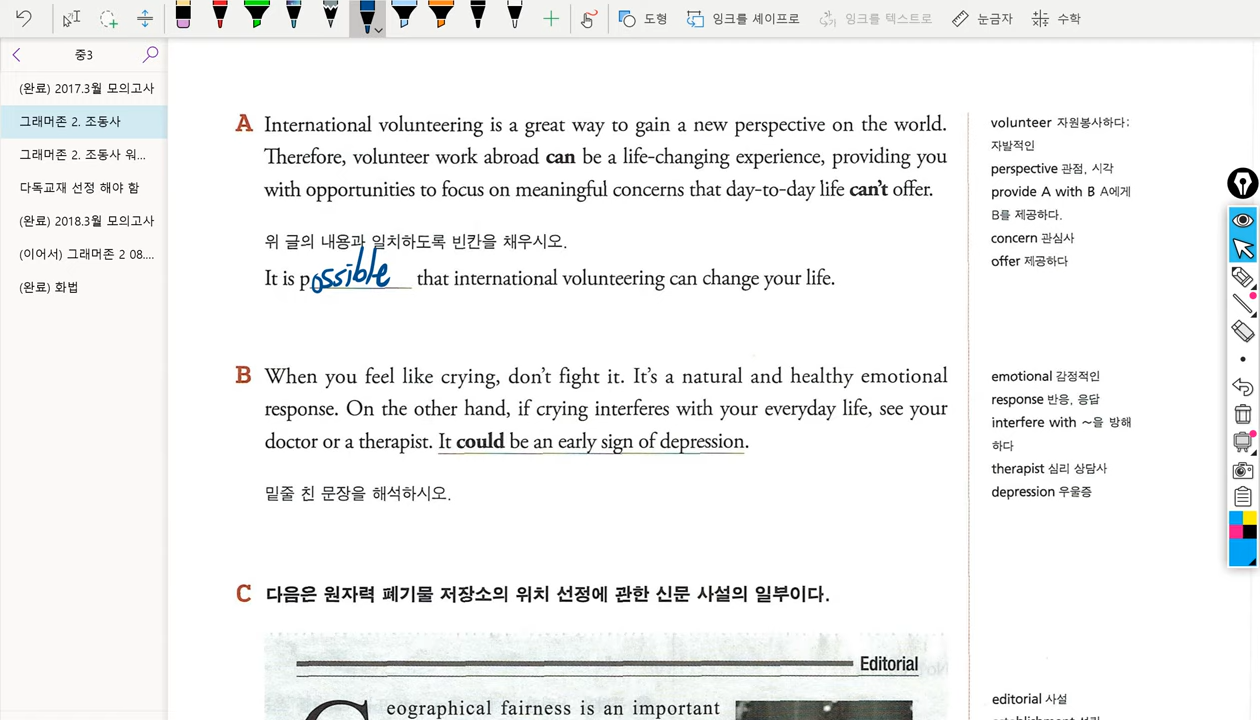 도형
잉크를 셰이프로
잉크를 텍스트로
눈금자
수학
중3
(완료) 2017.3월 모의고사
그래머존 2. 조동사
그래머존 2. 조동사 워...
다독교재 선정 해야 함
(완료) 2018.3월 모의고사
(이어서) 그래머존 2 08....
(완료) 화법
A International volunteering is a great way to gain a new perspective on the world.
Therefore, volunteer work abroad can be a life-changing experience, providing you
with opportunities to focus on meaningful concerns that day-to-day life can't offer.
위 글의 내용과 일치하도록 빈칸을 채우시오.
It is possible that international volunteering can change your life.
volunteer 자원봉사하다;
자발적인
perspective 관점, 시각
provide A with B A에게
B를 제공하다.
concern 관심사
offer 제공하다
B When you feel like crying, don't fight it. It's a natural and healthy emotional
response. On the other hand, if crying interferes with your everyday life, see your
doctor or a therapist. It could be an early sign of depression.
밑줄 친 문장을 해석하시오.
emotional 감정적인
response 반응, 응답
interfere with ~을 방해
하다
therapist 심리 상담사
depression 우울증
C 다음은 원자력 폐기물 저장소의 위치 선정에 관한 신문 사설의 일부이다.
Editorial
Geographical fairness is an important
editorial 사설